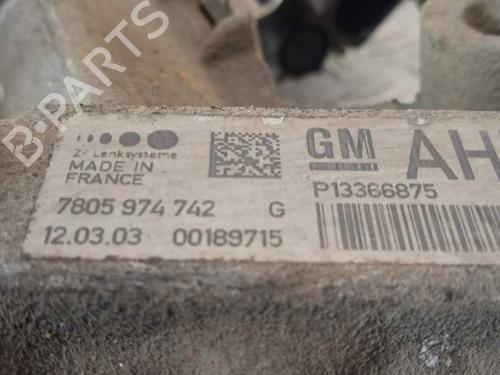 B-PARTS
ZF Lenksysteme
MADE IN
FRANCE
7805 974 742 G
12.03.03 00189715
GM AH
P13366875